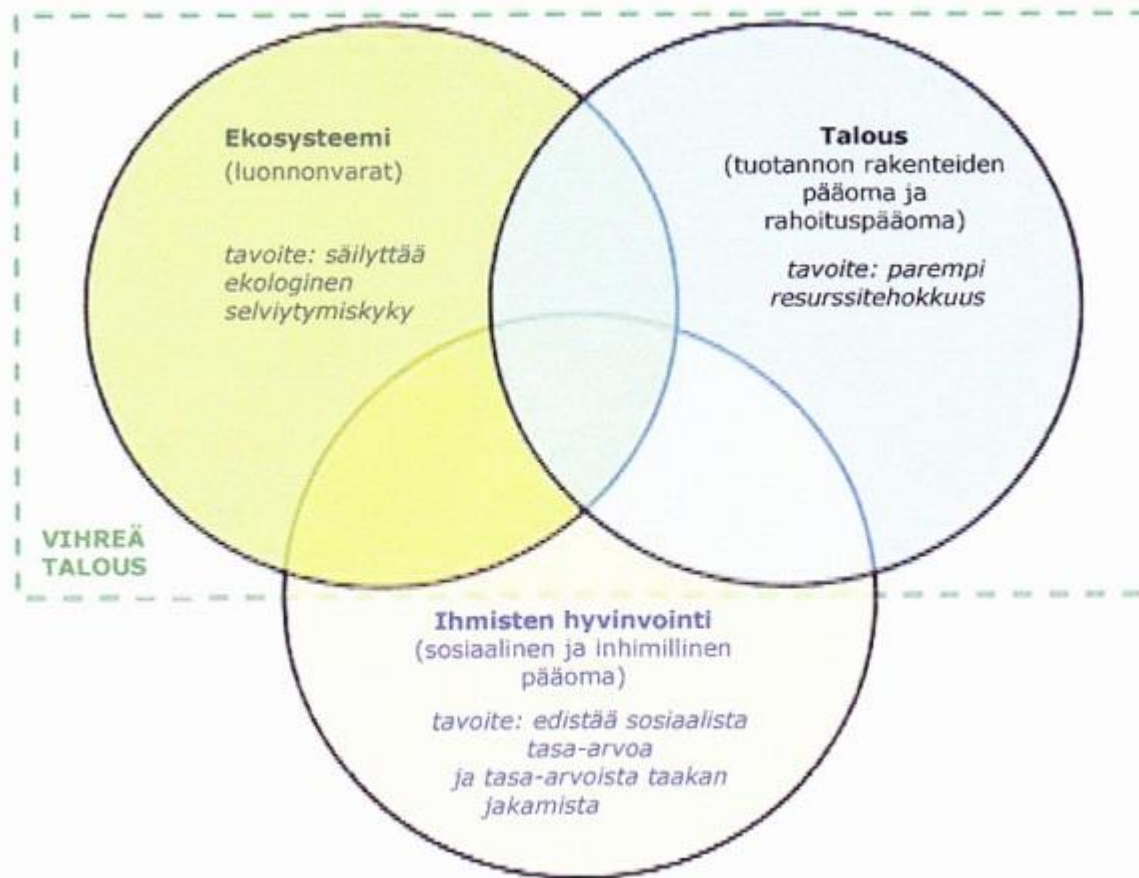 Ekosysteemi
(luonnonvarat)
tavoite: säilyttää
ekologinen
selviytymiskyky
Talous
(tuotannon rakenteiden
pääoma ja
rahoituspääoma)
tavoite: parempi
resurssitehokkuus
VIHREÄ
TALOUS
Ihmisten hyvinvointi
(sosiaalinen ja inhimillinen
pääoma)
tavoite: edistää sosiaalista
tasa-arvoa
ja tasa-arvoista taakan
jakamista